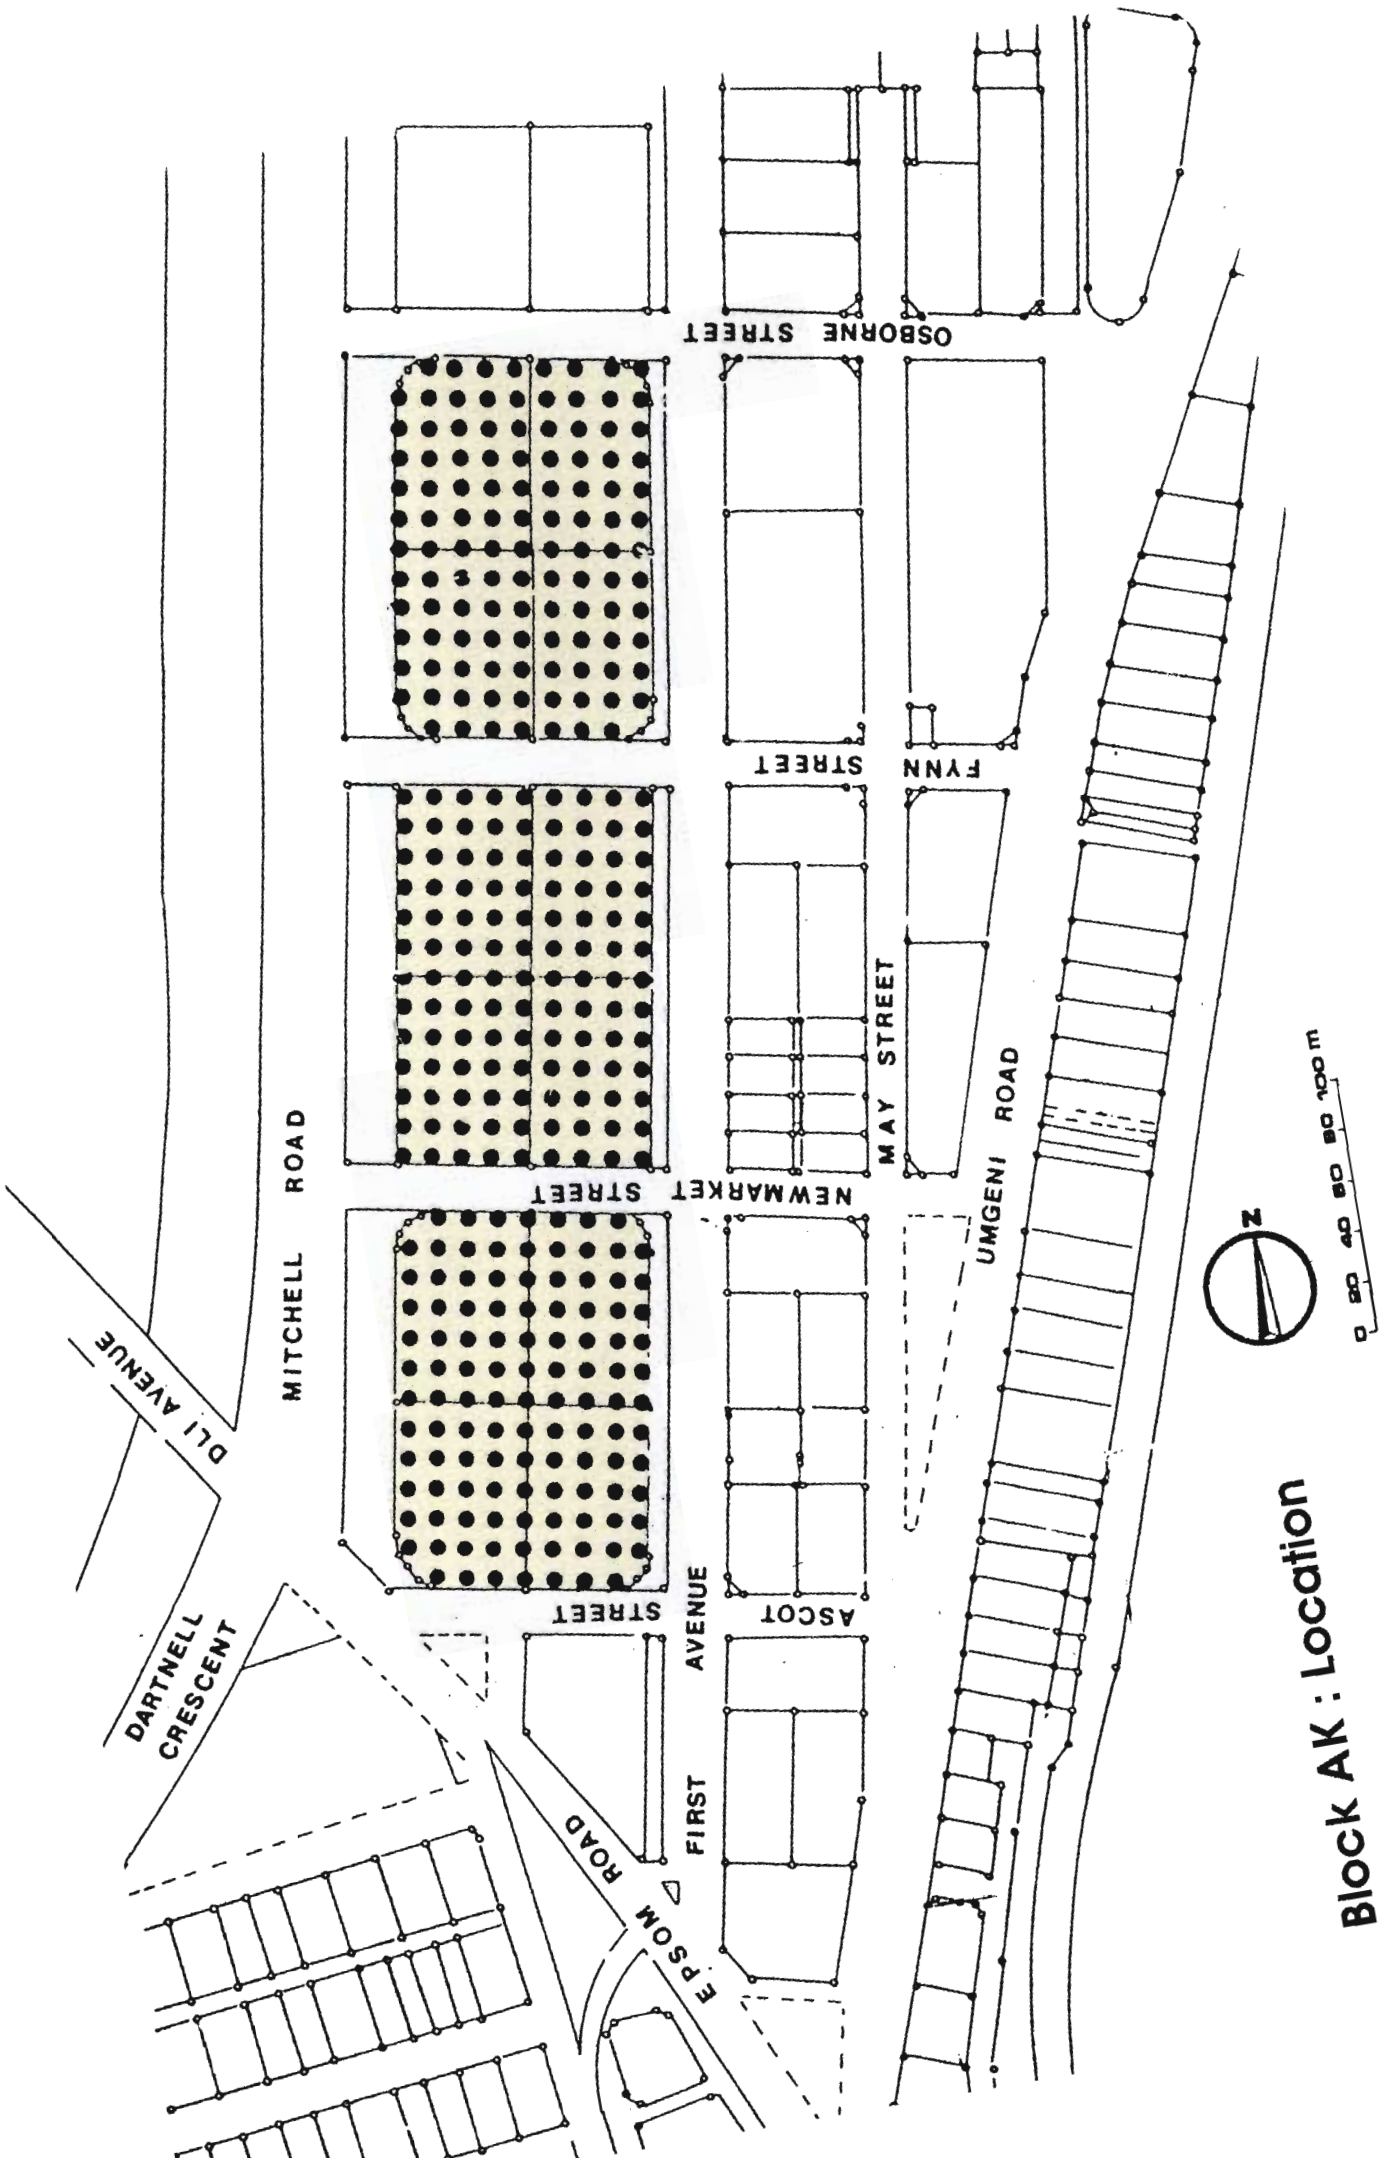 OSBORNE STREET
FYNN STREET
MAY STREET
NEWMARKET STREET
MITCHELL ROAD
UMGENI ROAD
DLI AVENUE
DARTNELL
CRESCENT
ASCOT STREET
FIRST AVENUE
EPSOM ROAD
N
0 20 40 60 80 100 m
Block AK : Location